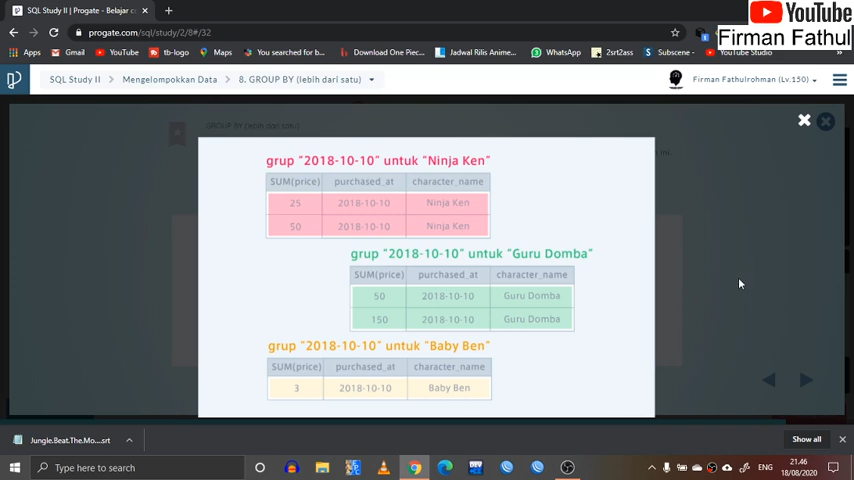 SQL Study II | Progate - Belajar c
YouTube
progate.com/sql/study/2/8#/32
Firman Fathul
Apps
Gmail
YouTube
tb-logo
Maps
You searched for b...
Download One Piec...
Jadwal Rilis Anime...
WhatsApp
2srt2ass
Subscene -
YouTube Studio
SQL Study II
Mengelompokkan Data
8. GROUP BY (lebih dari satu)
Firman Fathulrohman (Lv.150)
GROUP BY (lebih dari satu)
grup "2018-10-10" untuk "Ninja Ken"
SUM(price) purchased_at character_name
25 2018-10-10 Ninja Ken
50 2018-10-10 Ninja Ken
grup "2018-10-10" untuk "Guru Domba"
SUM(price) purchased_at character_name
50 2018-10-10 Guru Domba
150 2018-10-10 Guru Domba
grup "2018-10-10" untuk "Baby Ben"
SUM(price) purchased_at character_name
3 2018-10-10 Baby Ben
Jungle.Beat.The.Mo....srt
Show all
Type here to search
ENG
21.46
18/08/2020